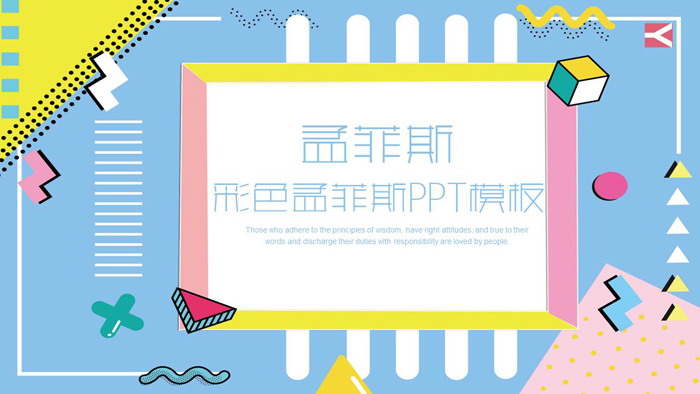 孟菲斯
彩色孟菲斯PPT模板
Those who adhere to the principles of wisdom, have right attitudes, and true to their
words and discharge their duties with responsibility are loved by people